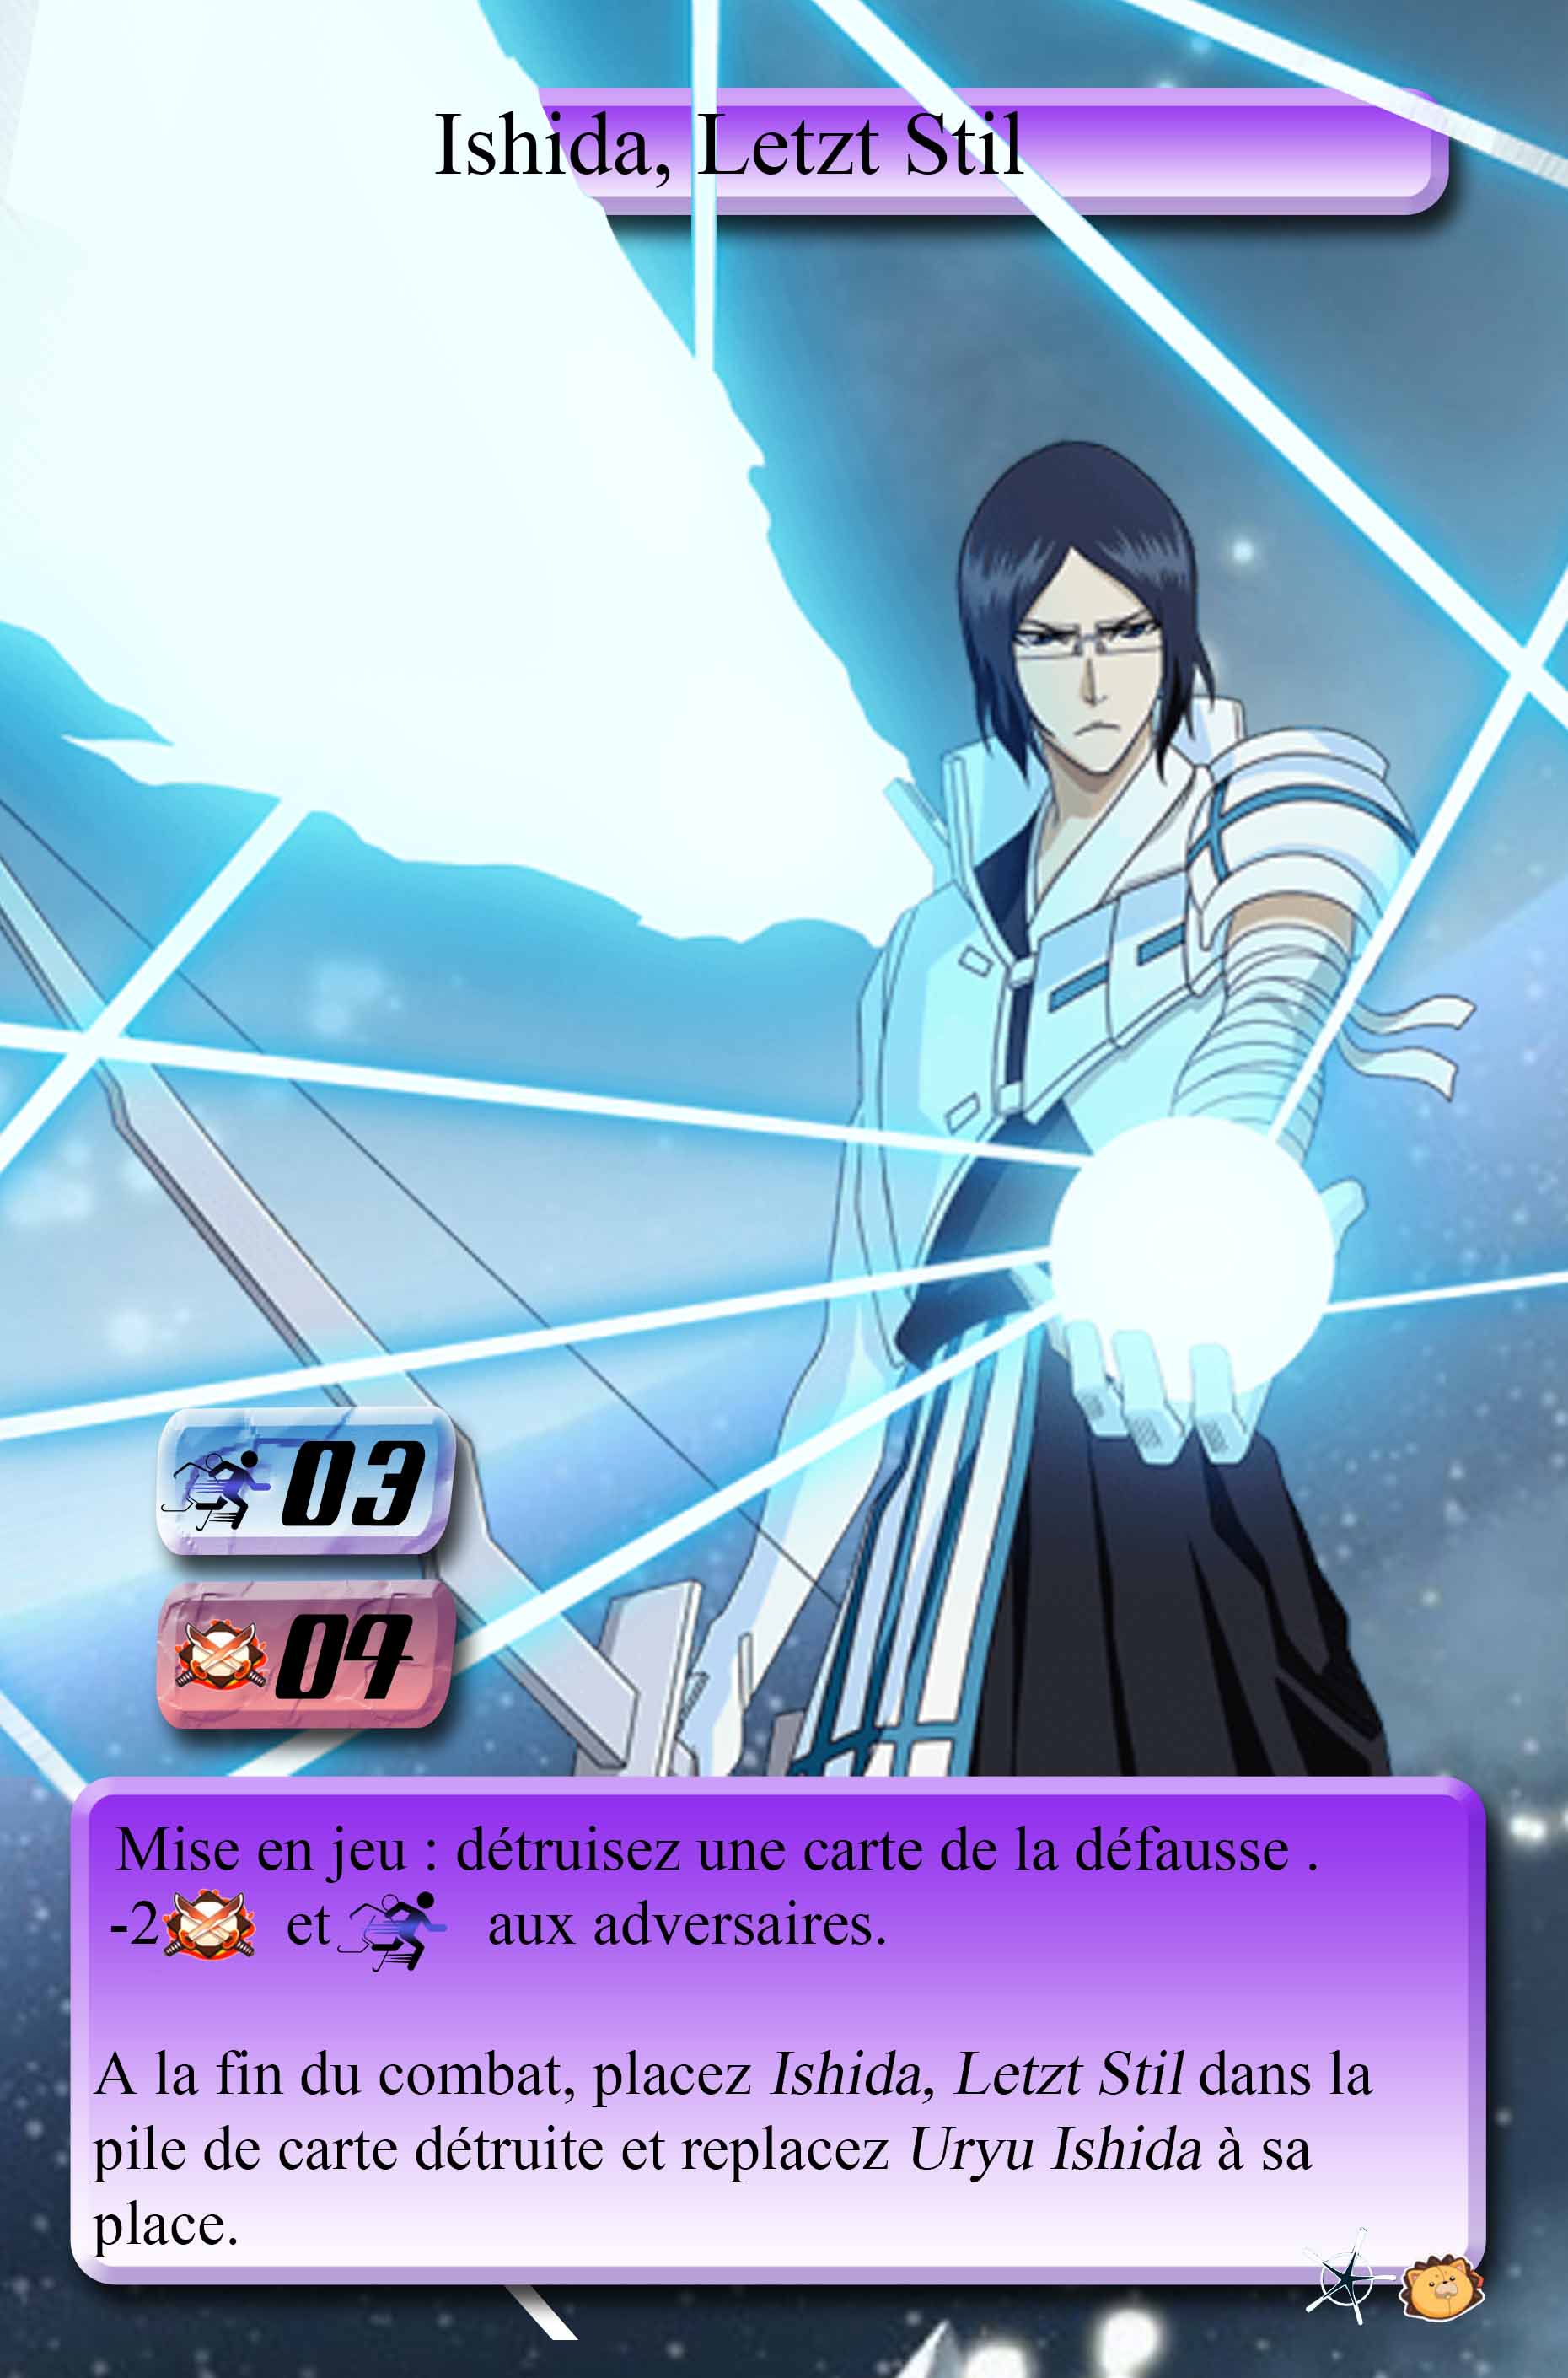 Ishida, Letzt Stil
03
04
Mise en jeu : détruisez une carte de la défausse .
-2 et aux adversaires.
A la fin du combat, placez Ishida, Letzt Stil dans la
pile de carte détruite et replacez Uryu Ishida à sa
place.